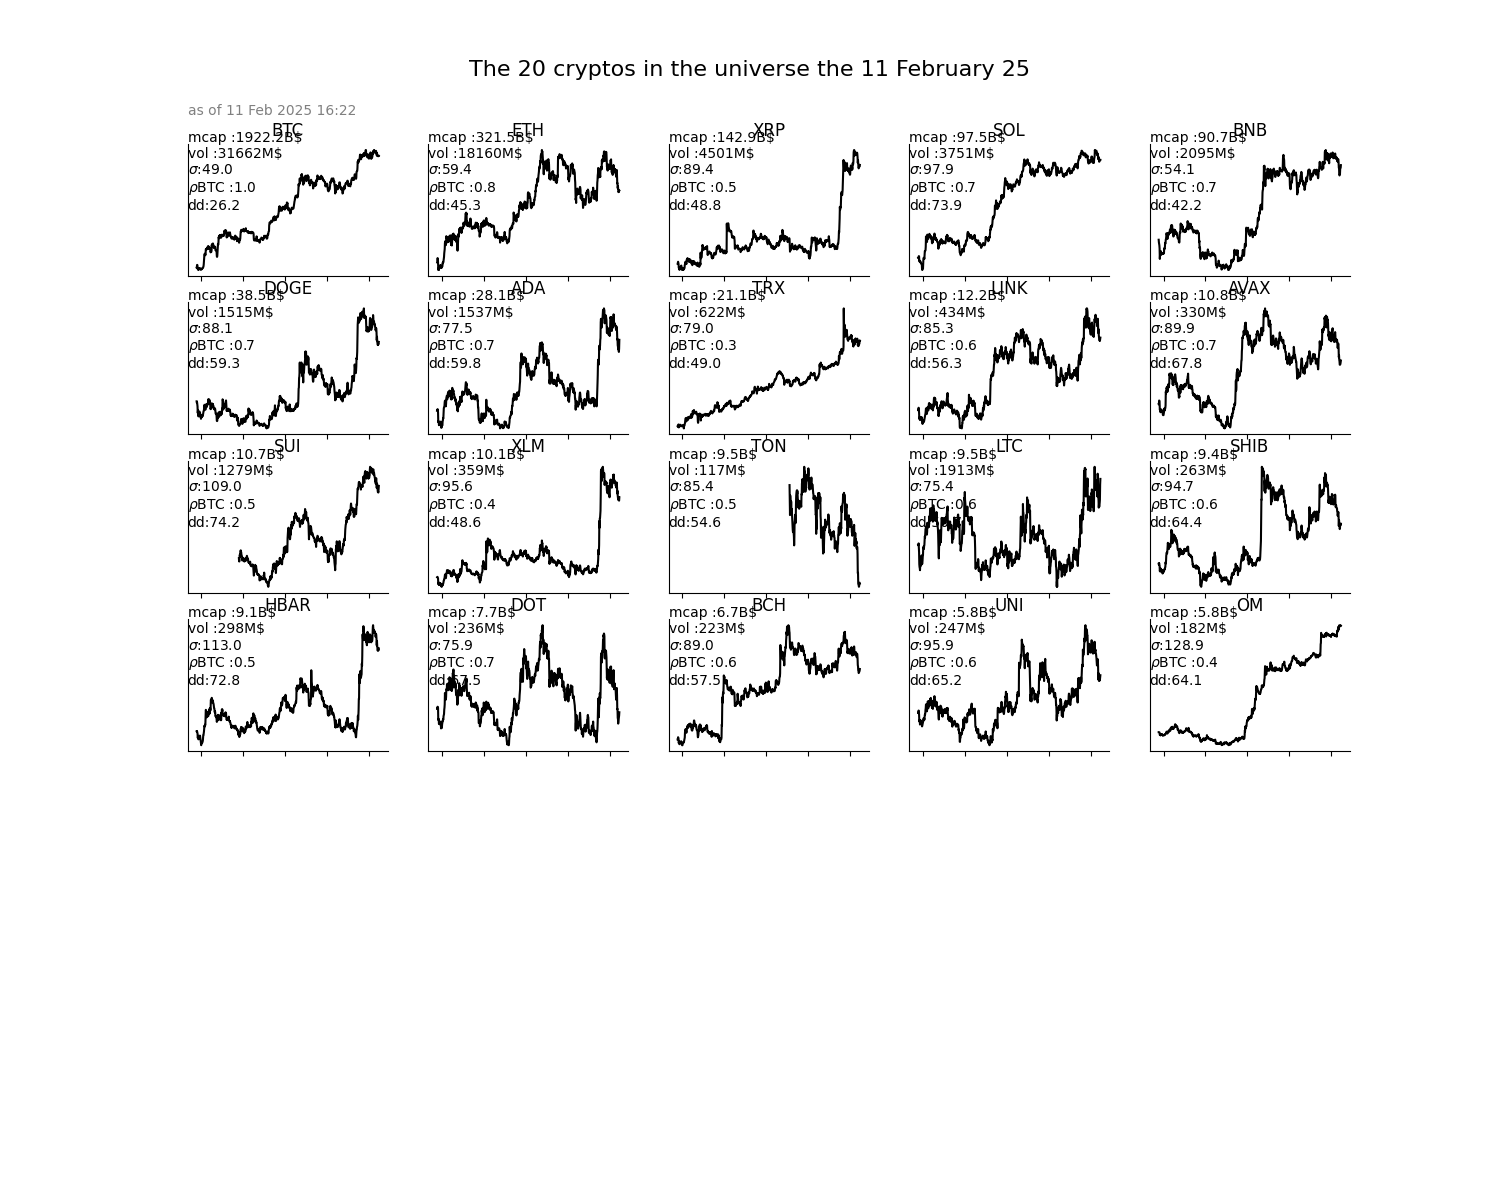 The 20 cryptos in the universe the 11 February 25
as of 11 Feb 2025 16:22
BTC
mcap :1922.2B$
vol :31662M$
σ:49.0
ρBTC :1.0
dd:26.2
ETH
mcap :321.5B$
vol :18160M$
σ:59.4
ρBTC :0.8
dd:45.3
XRP
mcap :142.9B$
vol :4501M$
σ:89.4
ρBTC :0.5
dd:48.8
SOL
mcap :97.5B$
vol :3751M$
σ:97.9
ρBTC :0.7
dd:73.9
BNB
mcap :90.7B$
vol :2095M$
σ:54.1
ρBTC :0.7
dd:42.2
DOGE
mcap :38.5B$
vol :1515M$
σ:88.1
ρBTC :0.7
dd:59.3
ADA
mcap :28.1B$
vol :1537M$
σ:77.5
ρBTC :0.7
dd:59.8
TRX
mcap :21.1B$
vol :622M$
σ:79.0
ρBTC :0.3
dd:49.0
LINK
mcap :12.2B$
vol :434M$
σ:85.3
ρBTC :0.6
dd:56.3
AVAX
mcap :10.8B$
vol :330M$
σ:89.9
ρBTC :0.7
dd:67.8
SUI
mcap :10.7B$
vol :1279M$
σ:109.0
ρBTC :0.5
dd:74.2
XLM
mcap :10.1B$
vol :359M$
σ:95.6
ρBTC :0.4
dd:48.6
TON
mcap :9.5B$
vol :117M$
σ:85.4
ρBTC :0.5
dd:54.6
LTC
mcap :9.5B$
vol :1913M$
σ:75.4
ρBTC :0.6
SHIB
mcap :9.4B$
vol :263M$
σ:94.7
ρBTC :0.6
dd:64.4
HBAR
mcap :9.1B$
vol :298M$
σ:113.0
ρBTC :0.5
dd:72.8
DOT
mcap :7.7B$
vol :236M$
σ:75.9
ρBTC :0.7
dd:67.5
BCH
mcap :6.7B$
vol :223M$
σ:89.0
ρBTC :0.6
dd:57.5
UNI
mcap :5.8B$
vol :247M$
σ:95.9
ρBTC :0.6
dd:65.2
OM
mcap :5.8B$
vol :182M$
σ:128.9
ρBTC :0.4
dd:64.1